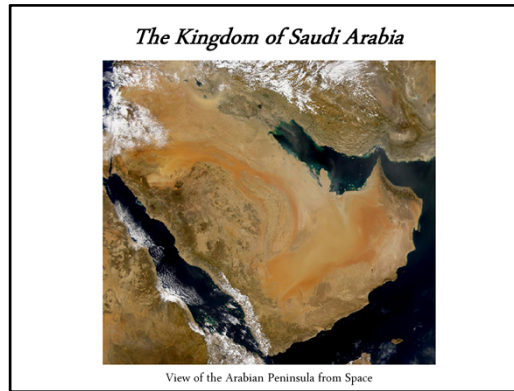 The Kingdom of Saudi Arabia
View of the Arabian Peninsula from Space